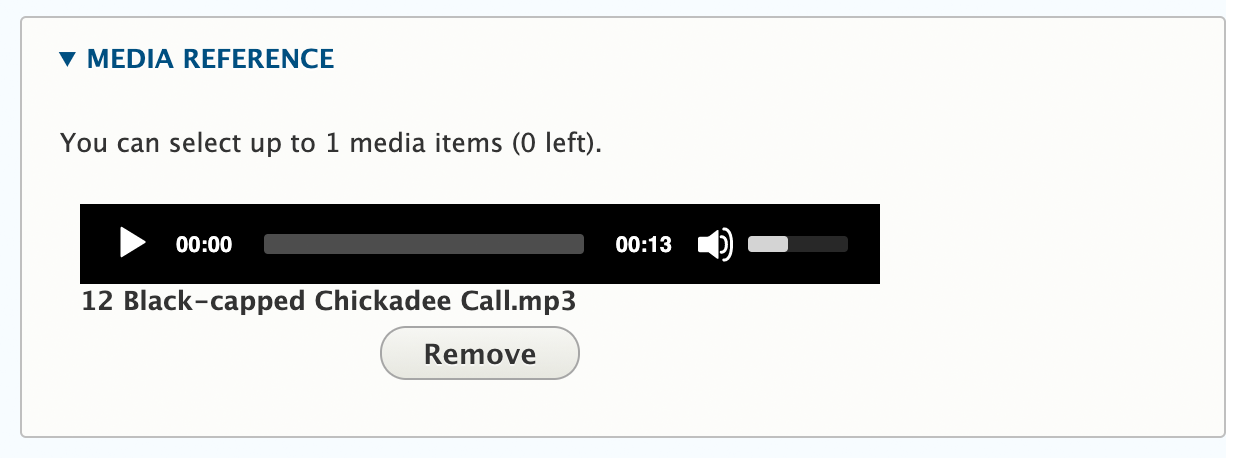 MEDIA REFERENCE
You can select up to 1 media items (0 left).
00:00 00:13
12 Black-capped Chickadee Call.mp3
Remove